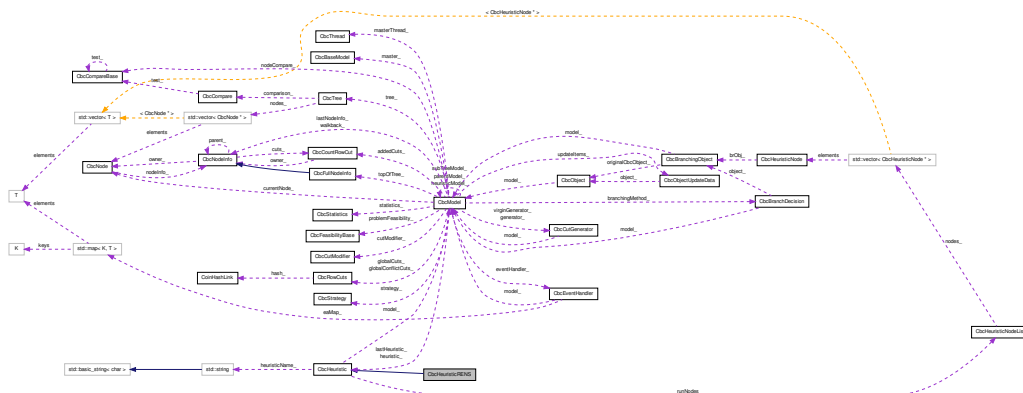 < CbcHeuristicNode * >
CbcThread
masterThread_
CbcBaseModel
master_
nodeCompare_
test_
CbcCompareBase
test_
CbcCompare
comparison_
CbcTree
tree_
nodes_
std::vector< T >
< CbcNode * >
std::vector< CbcNode * >
lastNodeInfo_
walkback_
elements
parent_
model_
CbcNode
owner_
nodeInfo_
CbcNodeInfo
cuts_
owner_
CbcCountRowCut
addedCuts_
CbcFullNodeInfo
topOfTree_
currentNode_
updateItems_
originalCbcObject_
CbcBranchingObject
brObj_
CbcHeuristicNode
elements
std::vector< CbcHeuristicNode * >
model_
CbcObject
object_
CbcObjectUpdateData
object_
elements
T
elements
CbcModel
branchingMethod_
CbcBranchDecision
CbcStatistics
statistics_
virginGenerator_
generator_
problemFeasibility_
CbcFeasibilityBase
CbcCutGenerator
model_
model_
K
keys
std::map< K, T >
cutModifier_
CbcCutModifier
nodes_
globalCuts_
globalConflictCuts_
CoinHashLink
hash_
CbcRowCuts
eventHandler_
strategy_
CbcStrategy
model_
CbcEventHandler
eaMap_
model_
lastHeuristic_
heuristic_
std::basic_string< char >
std::string
heuristicName_
CbcHeuristic
CbcHeuristicRENS
runNodes_